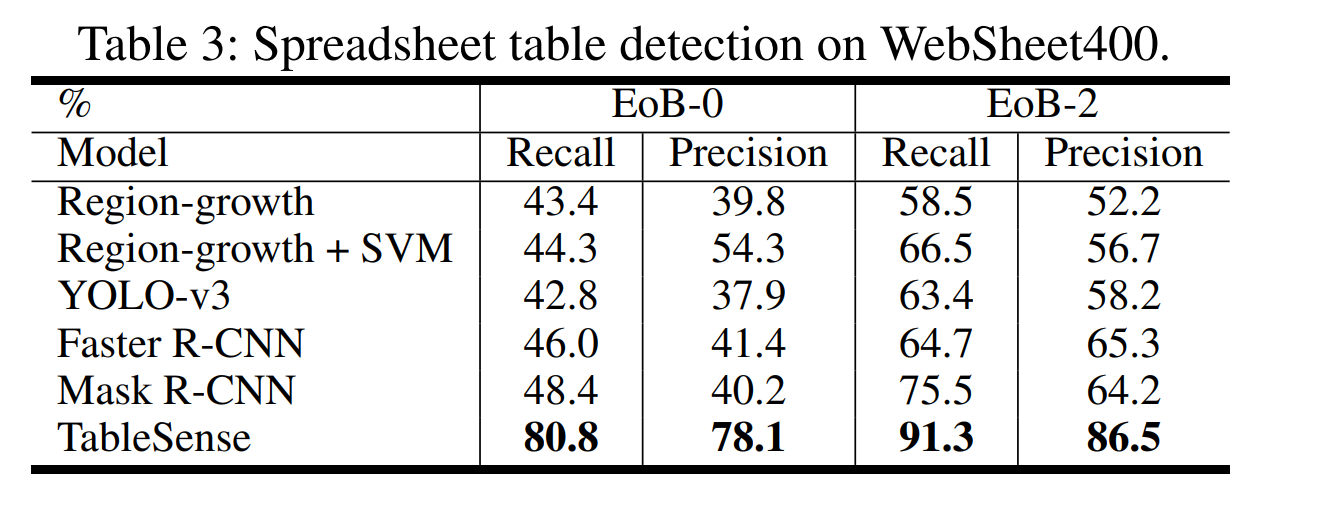 Table 3: Spreadsheet table detection on WebSheet400.
% EoB-0 EoB-2
Model Recall Precision Recall Precision
Region-growth 43.4 39.8 58.5 52.2
Region-growth + SVM 44.3 54.3 66.5 56.7
YOLO-v3 42.8 37.9 63.4 58.2
Faster R-CNN 46.0 41.4 64.7 65.3
Mask R-CNN 48.4 40.2 75.5 64.2
TableSense 80.8 78.1 91.3 86.5